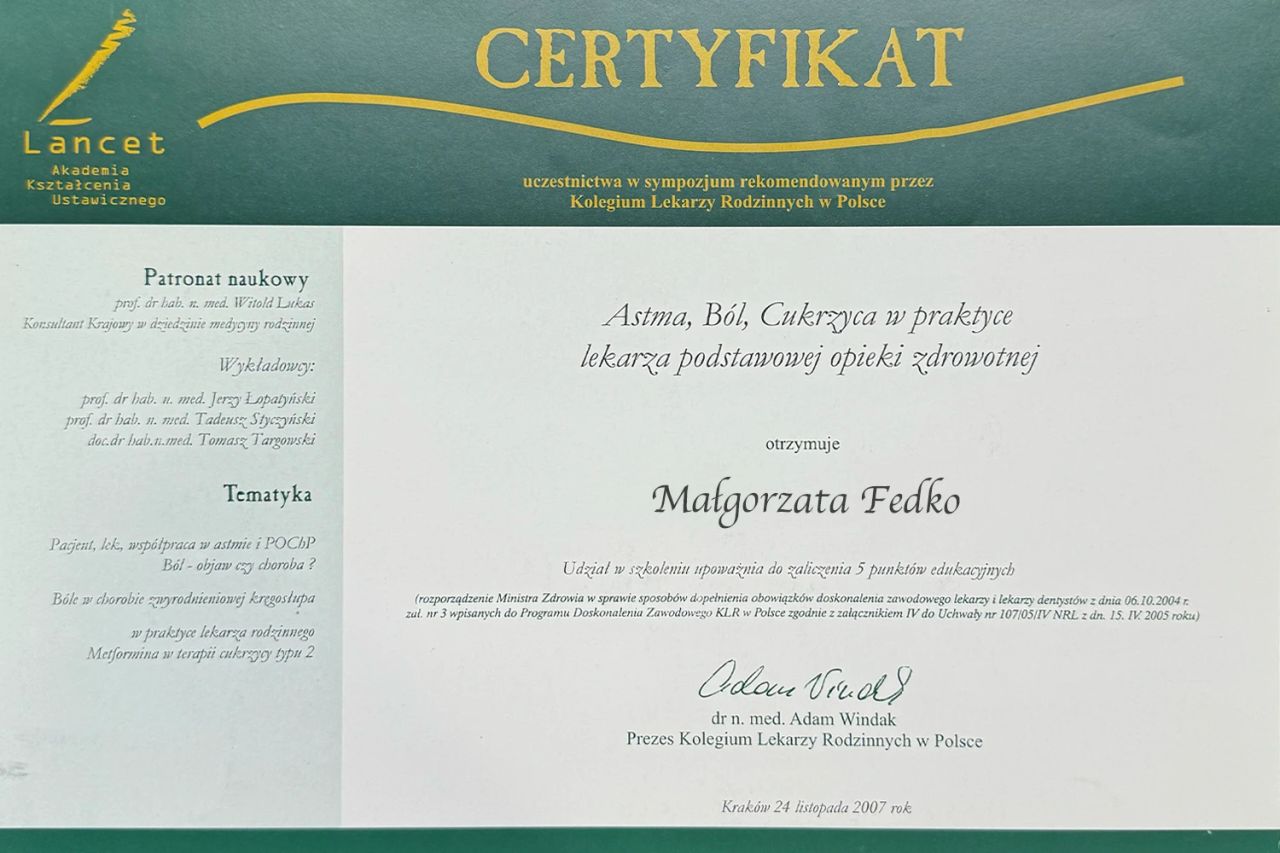 CERTYFIKAT
Lancet
Akademia
Kształcenia
Ustawicznego
uczestnictwa w sympozjum rekomendowanym przez
Kolegium Lekarzy Rodzinnych w Polsce
Patronat naukowy
prof. dr hab. n. med. Witold Lukas
Konsultant Krajowy w dziedzinie medycyny rodzinnej
Wykładowcy:
prof. dr hab. n. med. Jerzy Łopatyński
prof. dr hab. n. med. Tadeusz Styczyński
doc.dr hab.n.med. Tomasz Targowski
Tematyka
Pacjent, lek, współpraca w astmie i POChP
Ból - objaw czy choroba ?
Bóle w chorobie zwyrodnieniowej kręgosłupa
w praktyce lekarza rodzinnego
Metformina w terapii cukrzycy typu 2
Astma, Ból, Cukrzyca w praktyce
lekarza podstawowej opieki zdrowotnej
otrzymuje
Małgorzata Fedko
Udział w szkoleniu upoważnia do zaliczenia 5 punktów edukacyjnych
(rozporządzenie Ministra Zdrowia w sprawie sposobów dopełnienia obowiązków doskonalenia zawodowego lekarzy i lekarzy dentystów z dnia 06.10.2004 r.
zał. nr 3 wpisanych do Programu Doskonalenia Zawodowego KLR w Polsce zgodnie z załącznikiem IV do Uchwały nr 107/05/IV NRL z dn. 15. IV. 2005 roku)
Adam Windak
dr n. med. Adam Windak
Prezes Kolegium Lekarzy Rodzinnych w Polsce
Kraków 24 listopada 2007 rok